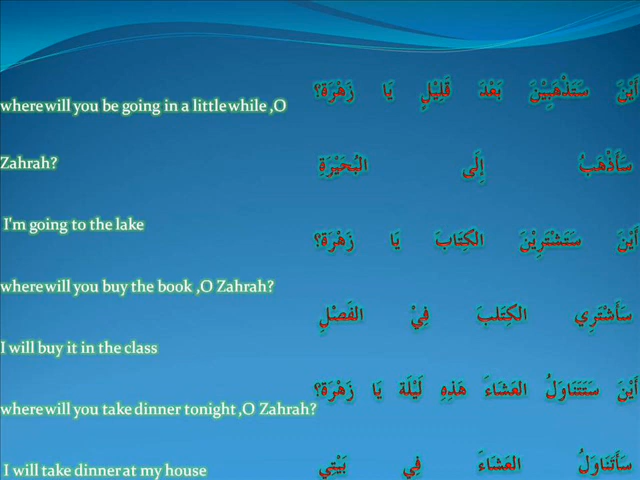 where will you be going in a little while ,O
Zahrah?
I'm going to the lake
where will you buy the book ,O Zahrah?
I will buy it in the class
where will you take dinner tonight ,O Zahrah?
I will take dinner at my house
أَيْنَ سَتَذْهَبِيْنَ بَعْدَ قَلِيْلٍ يَا زَهْرَة؟
سَأَذْهَبُ إِلَى البُحَيْرَةِ
أَيْنَ سَتَشْتَرِيْنَ الكِتَابَ يَا زَهْرَة؟
سَأَشْتَرِي الكِتَلبَ فِيْ الفَصْلِ
أَيْنَ سَتَتَنَاوَلُ العَشَاءَ هَذِهِ لَيْلَة يَا زَهْرَة؟
سَأَتَنَاوَلُ العَشَاءَ فِي بَيْتِي